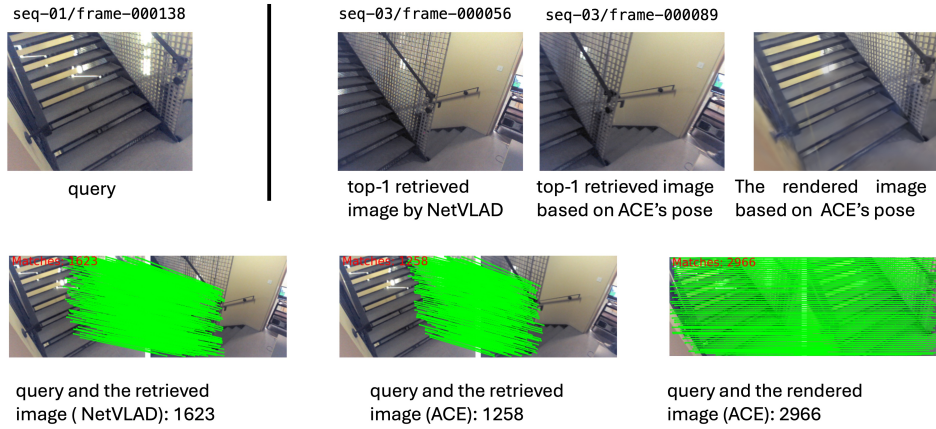 seq-01/frame-000138
seq-03/frame-000056
seq-03/frame-000089
query
top-1 retrieved
image by NetVLAD
top-1 retrieved image
based on ACE's pose
The rendered image
based on ACE's pose
Matches: 1623
Matches: 1258
Matches: 2966
query and the retrieved
image ( NetVLAD): 1623
query and the retrieved
image (ACE): 1258
query and the rendered
image (ACE): 2966